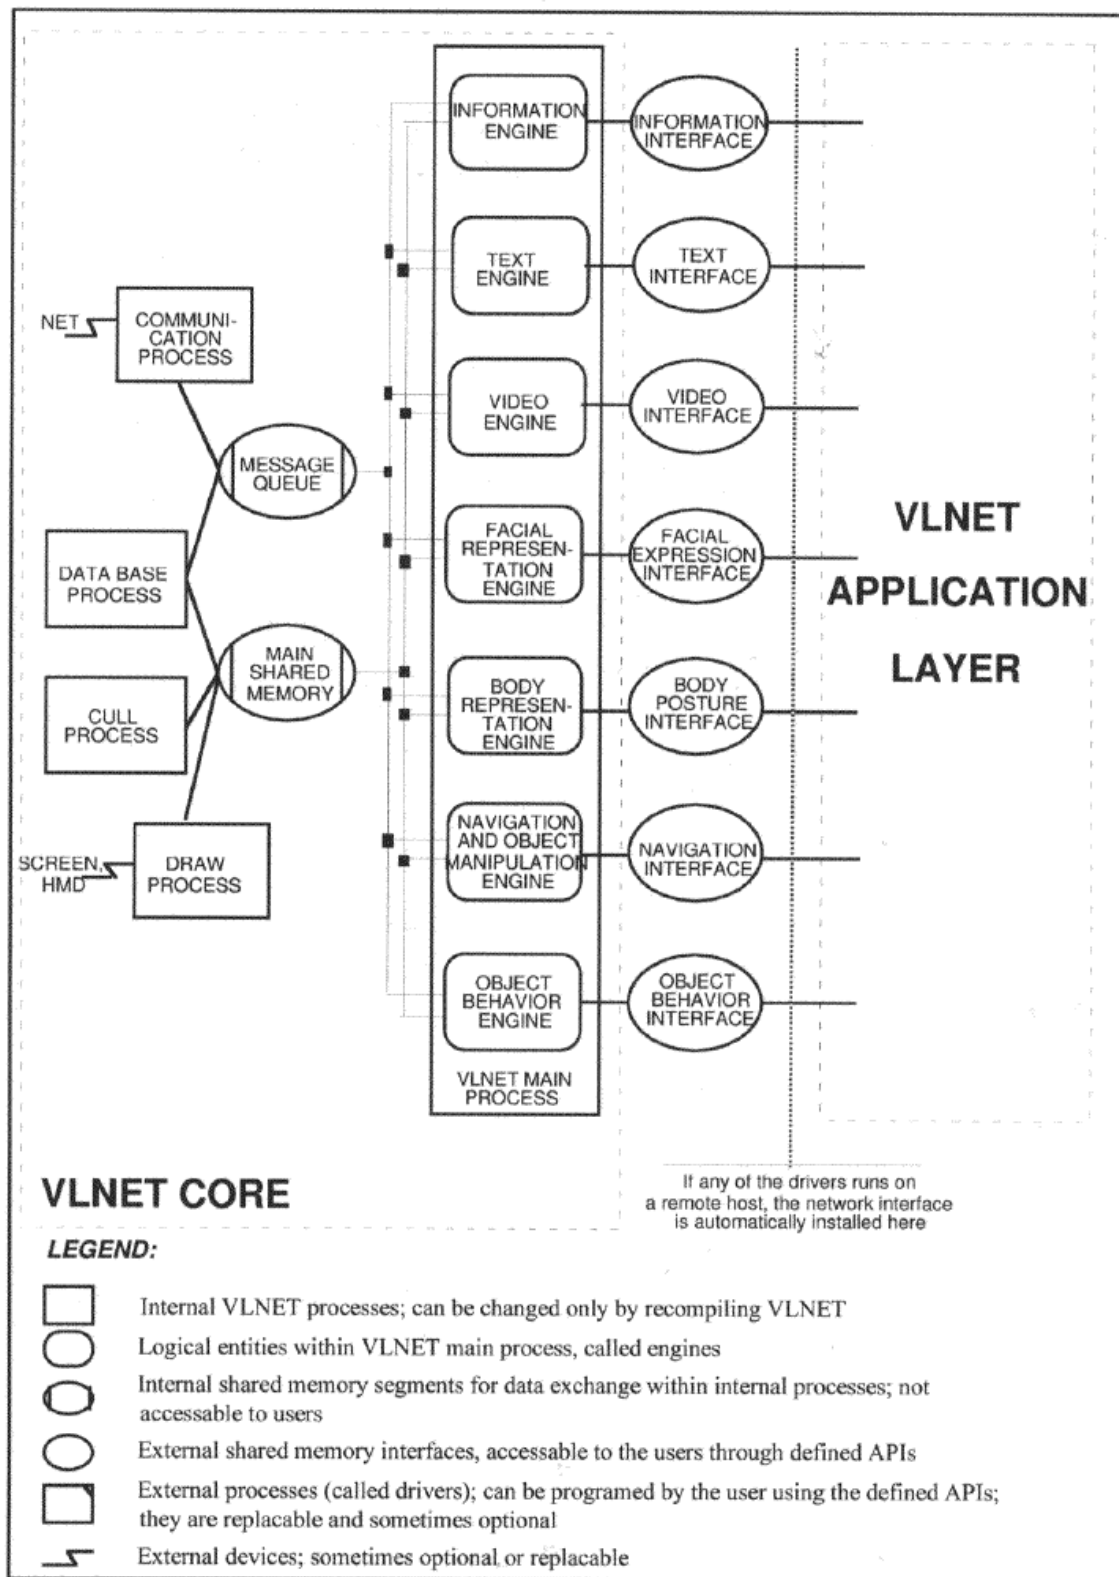 INFORMATION
ENGINE
INFORMATION
INTERFACE
TEXT
ENGINE
TEXT
INTERFACE
NET
COMMUNI-
CATION
PROCESS
VIDEO
ENGINE
VIDEO
INTERFACE
MESSAGE
QUEUE
FACIAL
REPRESEN-
TATION
ENGINE
FACIAL
EXPRESSION
INTERFACE
VLNET
APPLICATION
LAYER
DATA BASE
PROCESS
MAIN
SHARED
MEMORY
CULL
PROCESS
BODY
REPRESEN-
TATION
ENGINE
BODY
POSTURE
INTERFACE
SCREEN,
HMD
DRAW
PROCESS
NAVIGATION
AND OBJECT
MANIPULATION
ENGINE
NAVIGATION
INTERFACE
OBJECT
BEHAVIOR
ENGINE
OBJECT
BEHAVIOR
INTERFACE
VLNET MAIN
PROCESS
VLNET CORE
If any of the drivers runs on
a remote host, the network interface
is automatically installed here
LEGEND:
Internal VLNET processes; can be changed only by recompiling VLNET
Logical entities within VLNET main process, called engines
Internal shared memory segments for data exchange within internal processes; not
accessable to users
External shared memory interfaces, accessable to the users through defined APIs
External processes (called drivers); can be programed by the user using the defined APIs;
they are replacable and sometimes optional
External devices; sometimes optional or replacable